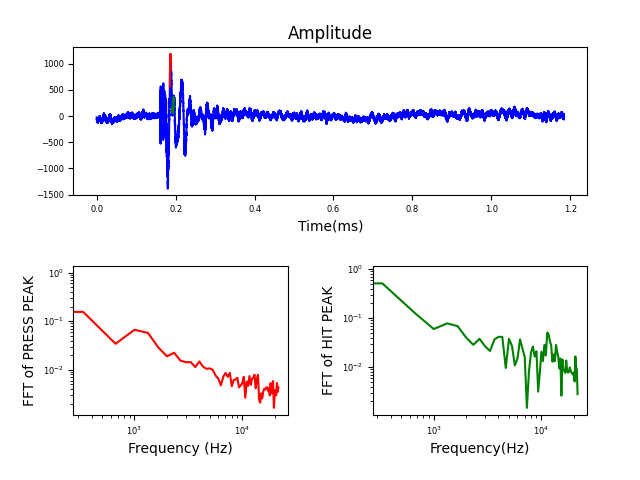 Amplitude
1000
500
0
−500
−1000
−1500
0.0 0.2 0.4 0.6 0.8 1.0 1.2
Time(ms)
FFT of PRESS PEAK
10⁰
10⁻¹
10⁻²
10³ 10⁴
Frequency (Hz)
FFT of HIT PEAK
10⁰
10⁻¹
10⁻²
10³ 10⁴
Frequency(Hz)